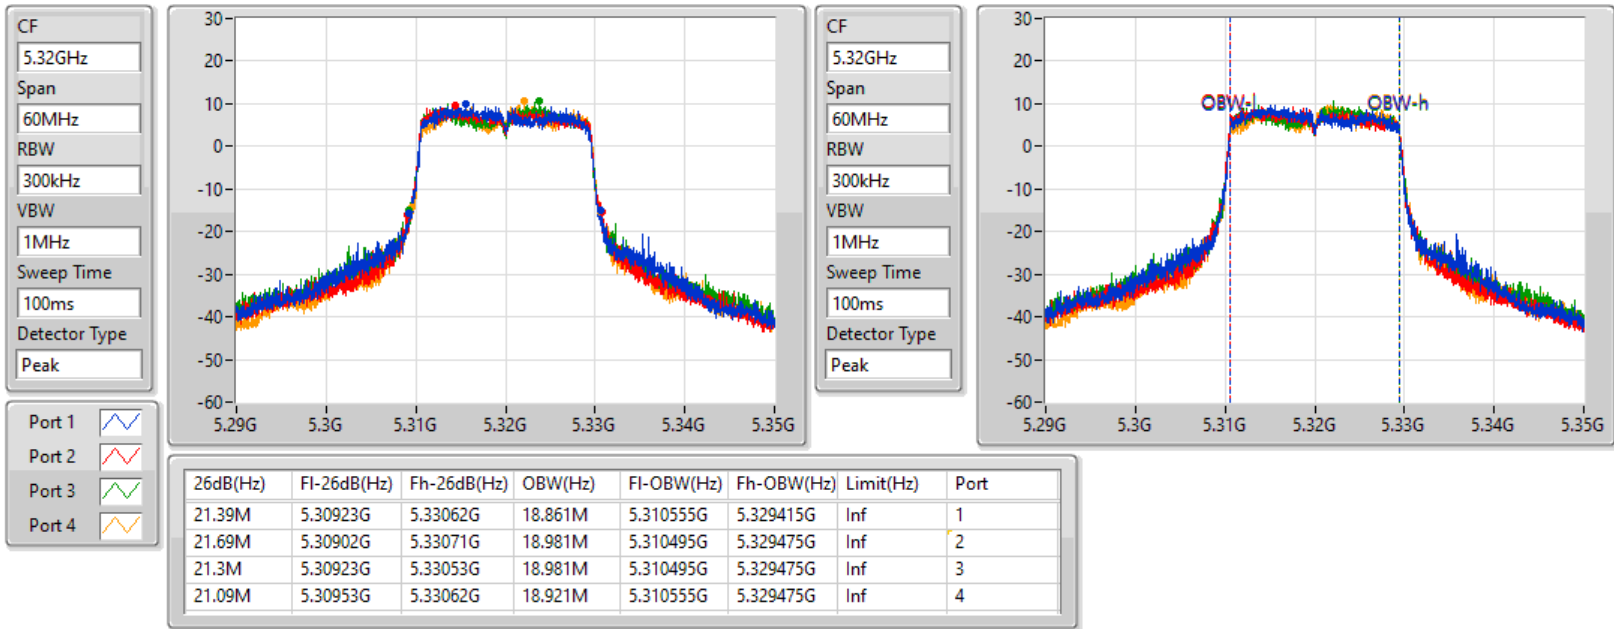 CF
5.32GHz
Span
60MHz
RBW
300kHz
VBW
1MHz
Sweep Time
100ms
Detector Type
Peak
30
20
10
0
-10
-20
-30
-40
-50
-60
5.29G 5.3G 5.31G 5.32G 5.33G 5.34G 5.35G
CF
5.32GHz
Span
60MHz
RBW
300kHz
VBW
1MHz
Sweep Time
100ms
Detector Type
Peak
30
20
10
0
-10
-20
-30
-40
-50
-60
OBW-l OBW-h
5.29G 5.3G 5.31G 5.32G 5.33G 5.34G 5.35G
Port 1
Port 2
Port 3
Port 4
26dB(Hz) Fl-26dB(Hz) Fh-26dB(Hz) OBW(Hz) Fl-OBW(Hz) Fh-OBW(Hz) Limit(Hz) Port
21.39M 5.30923G 5.33062G 18.861M 5.310555G 5.329415G Inf 1
21.69M 5.30902G 5.33071G 18.981M 5.310495G 5.329475G Inf 2
21.3M 5.30923G 5.33053G 18.981M 5.310495G 5.329475G Inf 3
21.09M 5.30953G 5.33062G 18.921M 5.310555G 5.329475G Inf 4